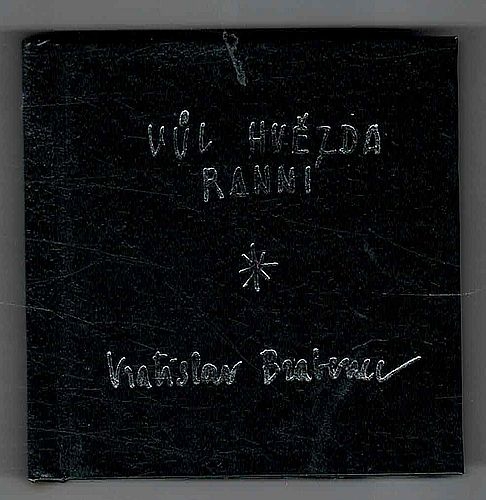 VŮL HVĚZDA
RANNI
Vratislav Brabenec